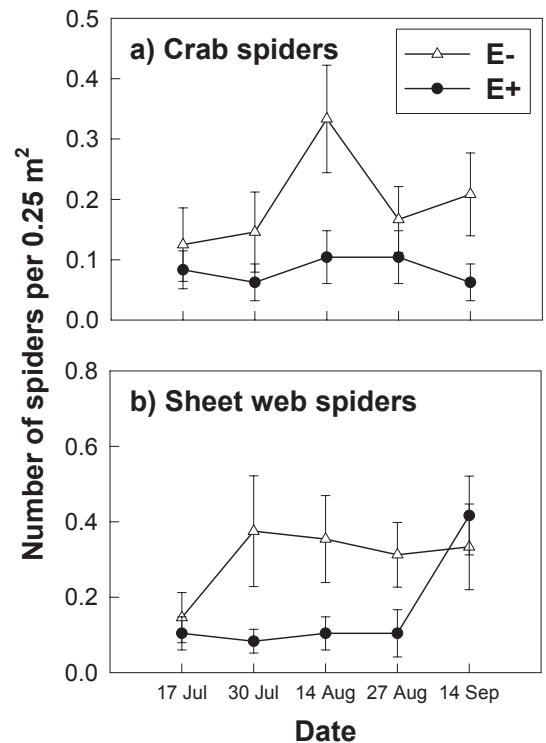 Number of spiders per 0.25 m²
a) Crab spiders
E-
E+
0.5
0.4
0.3
0.2
0.1
0.0
b) Sheet web spiders
0.8
0.6
0.4
0.2
0.0
17 Jul 30 Jul 14 Aug 27 Aug 14 Sep
Date